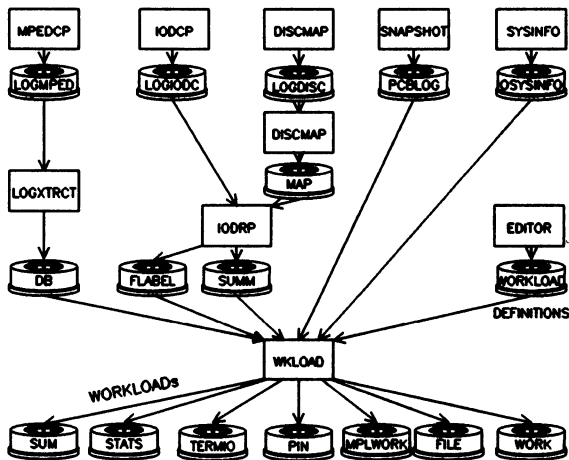 MPEDCP
IODCP
DISCMAP
SNAPSHOT
SYSINFO
LOGMPED
LOGIODC
LOGDISC
PCBLOG
OSYSINFO
DISCMAP
LOGXTRCT
MAP
IODRP
EDITOR
DB
FLABEL
SUMM
WORKLOAD
DEFINITIONS
WKLOAD
WORKLOADs
SUM
STATS
TERMIO
PIN
MPLWORK
FILE
WORK